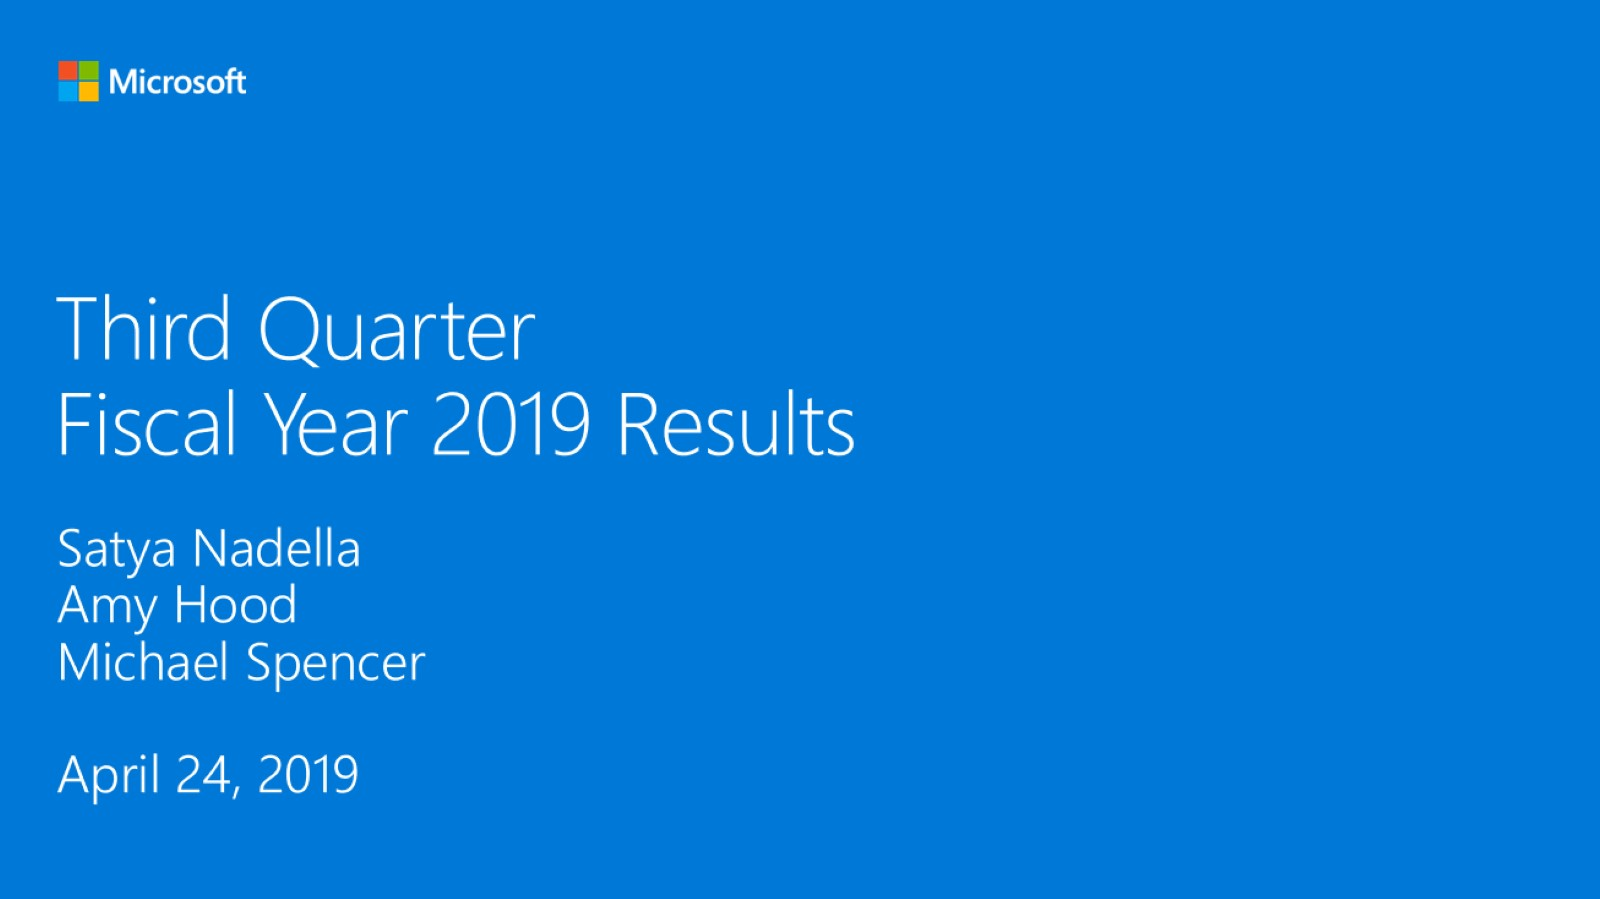 Microsoft
Third Quarter
Fiscal Year 2019 Results
Satya Nadella
Amy Hood
Michael Spencer
April 24, 2019